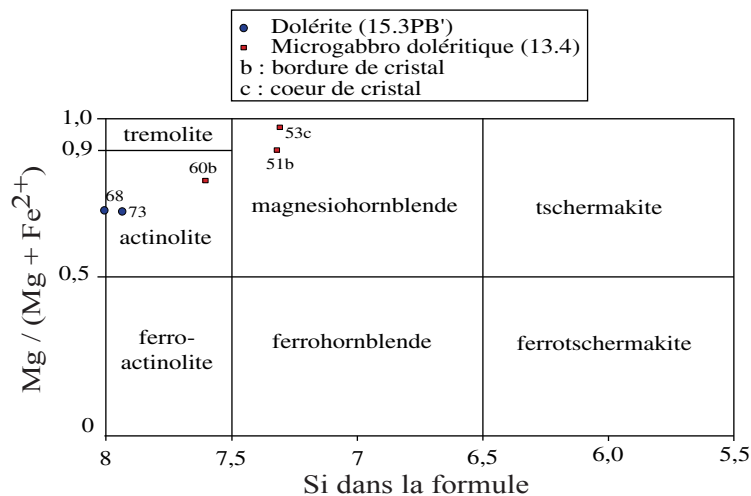 Dolérite (15.3PB')
Microgabbro doléritique (13.4)
b : bordure de cristal
c : coeur de cristal
1,0
tremolite
53c
0,9
51b
60b
68
73
magnesiohornblende
tschermakite
actinolite
0,5
Mg / (Mg + Fe2+)
ferro-
actinolite
ferrohornblende
ferrotschermakite
0
8
7,5
7
6,5
6,0
5,5
Si dans la formule